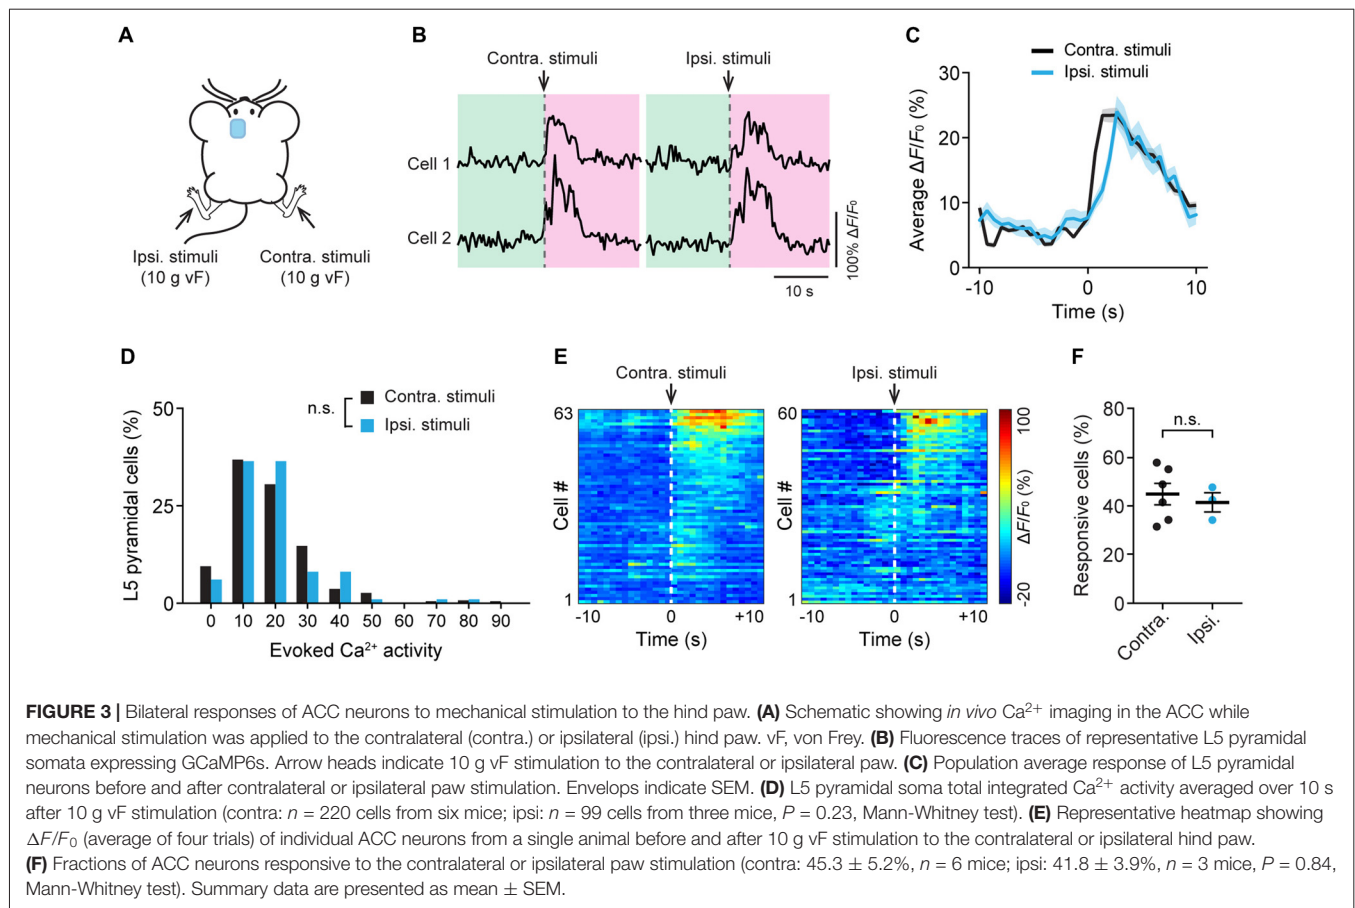 A
Ipsi. stimuli
(10 g vF)
Contra. stimuli
(10 g vF)
B
Contra. stimuli
Ipsi. stimuli
Cell 1
Cell 2
100% ΔF/F₀
10 s
C
Contra. stimuli
Ipsi. stimuli
Average ΔF/F₀ (%)
30
20
10
0
-10
0
10
Time (s)
D
n.s.
Contra. stimuli
Ipsi. stimuli
L5 pyramidal cells (%)
50
25
0
0 10 20 30 40 50 60 70 80 90
Evoked Ca²⁺ activity
E
Contra. stimuli
Ipsi. stimuli
63
Cell #
1
-10 0 +10
Time (s)
60
Cell #
1
-10 0 +10
Time (s)
100
ΔF/F₀ (%)
-20
F
n.s.
Responsive cells (%)
80
60
40
20
0
Contra.
Ipsi.
FIGURE 3 | Bilateral responses of ACC neurons to mechanical stimulation to the hind paw. (A) Schematic showing in vivo Ca²⁺ imaging in the ACC while
mechanical stimulation was applied to the contralateral (contra.) or ipsilateral (ipsi.) hind paw. vF, von Frey. (B) Fluorescence traces of representative L5 pyramidal
somata expressing GCaMP6s. Arrow heads indicate 10 g vF stimulation to the contralateral or ipsilateral paw. (C) Population average response of L5 pyramidal
neurons before and after contralateral or ipsilateral paw stimulation. Envelops indicate SEM. (D) L5 pyramidal soma total integrated Ca²⁺ activity averaged over 10 s
after 10 g vF stimulation (contra: n = 220 cells from six mice; ipsi: n = 99 cells from three mice, P = 0.23, Mann-Whitney test). (E) Representative heatmap showing
ΔF/F₀ (average of four trials) of individual ACC neurons from a single animal before and after 10 g vF stimulation to the contralateral or ipsilateral hind paw.
(F) Fractions of ACC neurons responsive to the contralateral or ipsilateral paw stimulation (contra: 45.3 ± 5.2%, n = 6 mice; ipsi: 41.8 ± 3.9%, n = 3 mice, P = 0.84,
Mann-Whitney test). Summary data are presented as mean ± SEM.